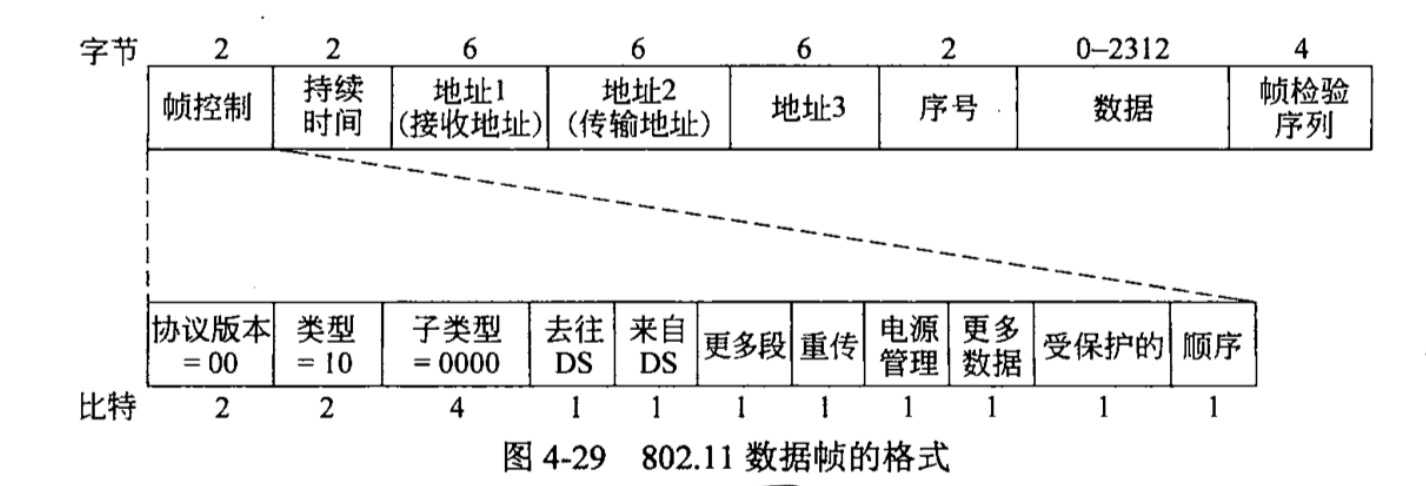 字节 2 2 6 6 6 2 0–2312 4
帧控制 持续时间 地址1(接收地址) 地址2(传输地址) 地址3 序号 数据 帧检验序列
协议版本=00 类型=10 子类型=0000 去往DS 来自DS 更多段 重传 电源管理 更多数据 受保护的 顺序
比特 2 2 4 1 1 1 1 1 1 1 1
图 4-29 802.11 数据帧的格式